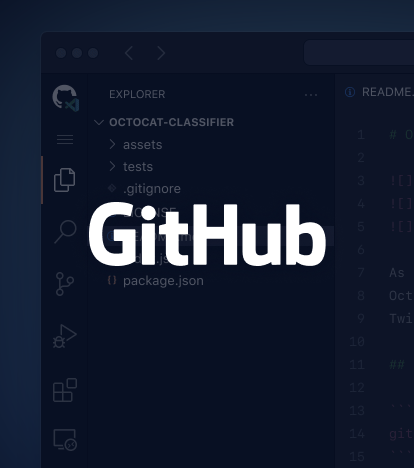 EXPLORER
README.
OCTOCAT-CLASSIFIER
assets
tests
.gitignore
GitHub
package.json
1 # O
2
3 ![]
4 ![]
5 ![]
6
7 As
8 Oct
9 Twi
10
11 ##
12
13 ```
14 git
15 ```